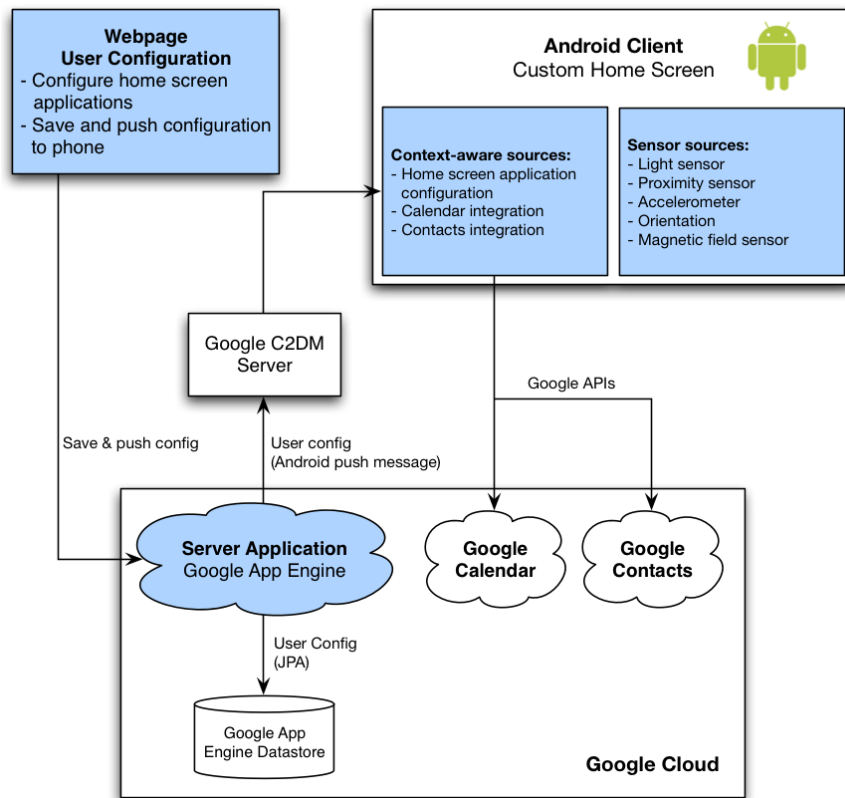 Webpage
User Configuration
- Configure home screen
applications
- Save and push configuration
to phone
Android Client
Custom Home Screen
Context-aware sources:
- Home screen application
configuration
- Calendar integration
- Contacts integration
Sensor sources:
- Light sensor
- Proximity sensor
- Accelerometer
- Orientation
- Magnetic field sensor
Google C2DM
Server
Google APIs
Save & push config
User config
(Android push message)
Server Application
Google App Engine
Google
Calendar
Google
Contacts
User Config
(JPA)
Google App
Engine Datastore
Google Cloud